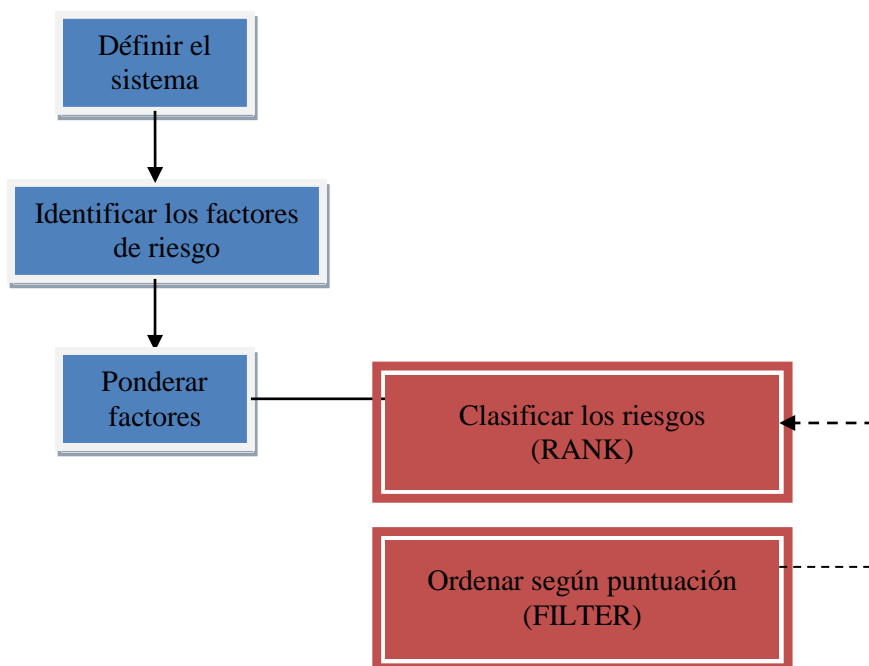 Définir el
sistema
Identificar los factores
de riesgo
Ponderar
factores
Clasificar los riesgos
(RANK)
Ordenar según puntuación
(FILTER)